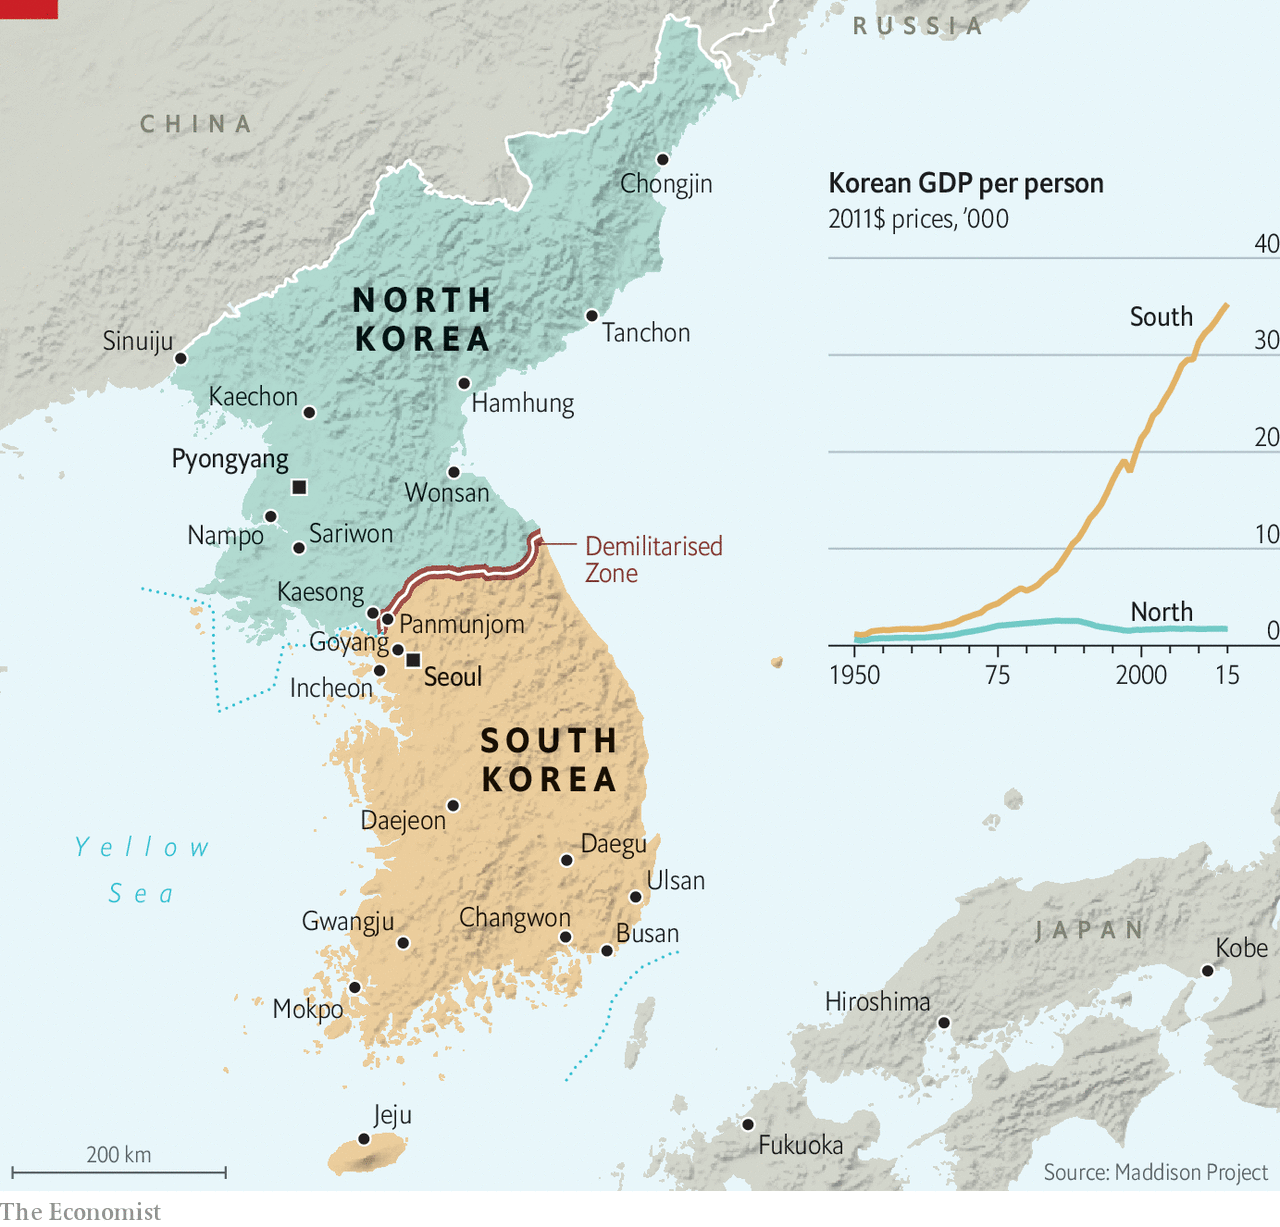 RUSSIA
CHINA
Chongjin
Korean GDP per person
2011$ prices, ’000
40
South
30
20
10
North
0
1950
75
2000
15
NORTH
KOREA
Tanchon
Sinuiju
Kaechon
Hamhung
Pyongyang
Wonsan
Nampo
Sariwon
Demilitarised
Zone
Kaesong
Panmunjom
Goyang
Seoul
Incheon
SOUTH
KOREA
Daejeon
Daegu
Yellow
Sea
Ulsan
Gwangju
Changwon
Busan
JAPAN
Kobe
Mokpo
Hiroshima
Jeju
Fukuoka
200 km
Source: Maddison Project
The Economist